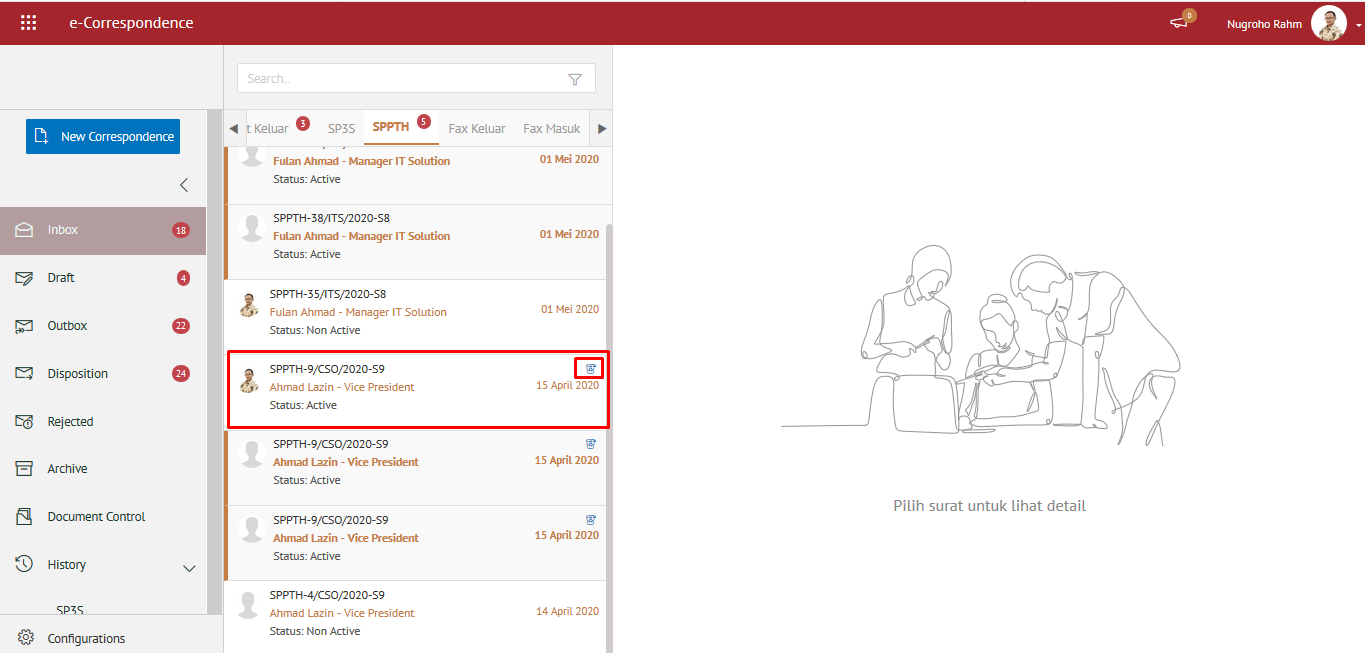 e-Correspondence
0
Nugroho Rahm
Search..
New Correspondence
t Keluar 3
SP3S
SPPTH 5
Fax Keluar
Fax Masuk
Inbox 18
Draft 4
Outbox 22
Disposition 24
Rejected
Archive
Document Control
History
SP3S
Configurations
Fulan Ahmad - Manager IT Solution
01 Mei 2020
Status: Active
SPPTH-38/ITS/2020-S8
Fulan Ahmad - Manager IT Solution
01 Mei 2020
Status: Active
SPPTH-35/ITS/2020-S8
Fulan Ahmad - Manager IT Solution
01 Mei 2020
Status: Non Active
SPPTH-9/CSO/2020-S9
Ahmad Lazin - Vice President
15 April 2020
Status: Active
SPPTH-9/CSO/2020-S9
Ahmad Lazin - Vice President
15 April 2020
Status: Active
SPPTH-9/CSO/2020-S9
Ahmad Lazin - Vice President
15 April 2020
Status: Active
SPPTH-4/CSO/2020-S9
Ahmad Lazin - Vice President
14 April 2020
Status: Non Active
Pilih surat untuk lihat detail